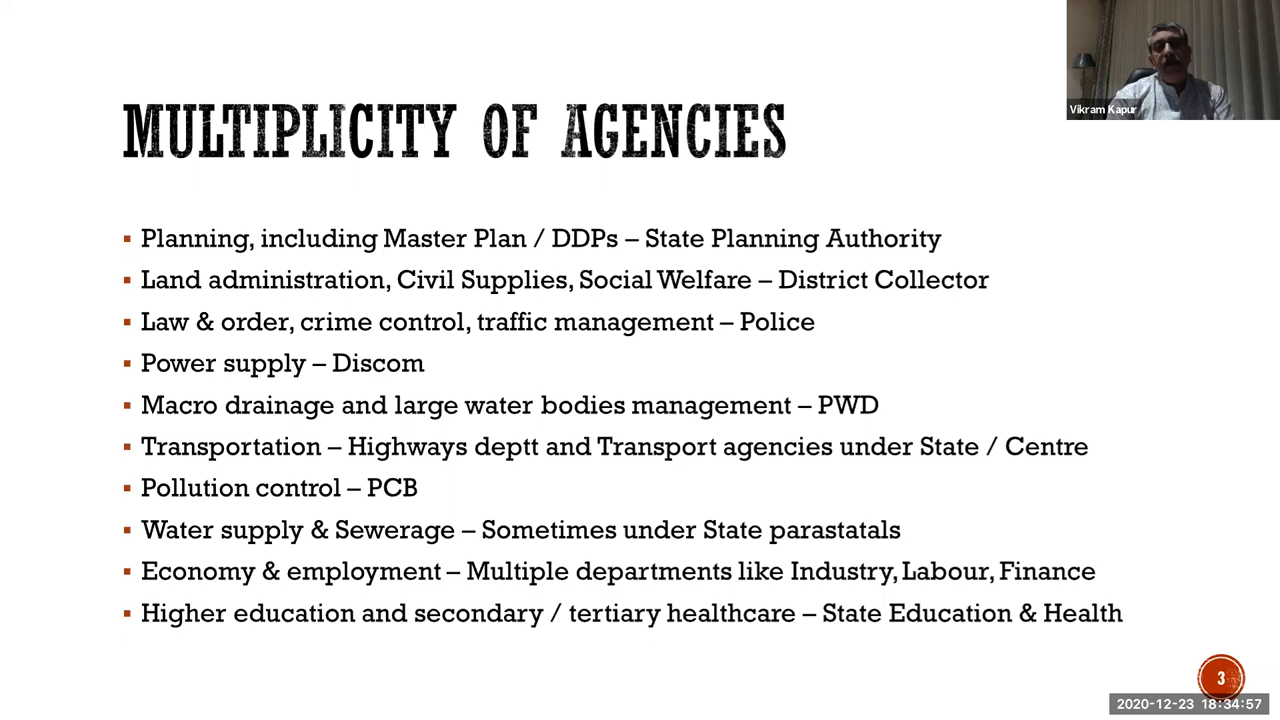 Vikram Kapur
MULTIPLICITY OF AGENCIES
▪ Planning, including Master Plan / DDPs – State Planning Authority
▪ Land administration, Civil Supplies, Social Welfare – District Collector
▪ Law & order, crime control, traffic management – Police
▪ Power supply – Discom
▪ Macro drainage and large water bodies management – PWD
▪ Transportation – Highways deptt and Transport agencies under State / Centre
▪ Pollution control – PCB
▪ Water supply & Sewerage – Sometimes under State parastatals
▪ Economy & employment – Multiple departments like Industry, Labour, Finance
▪ Higher education and secondary / tertiary healthcare – State Education & Health
3
2020-12-23 18:34:57